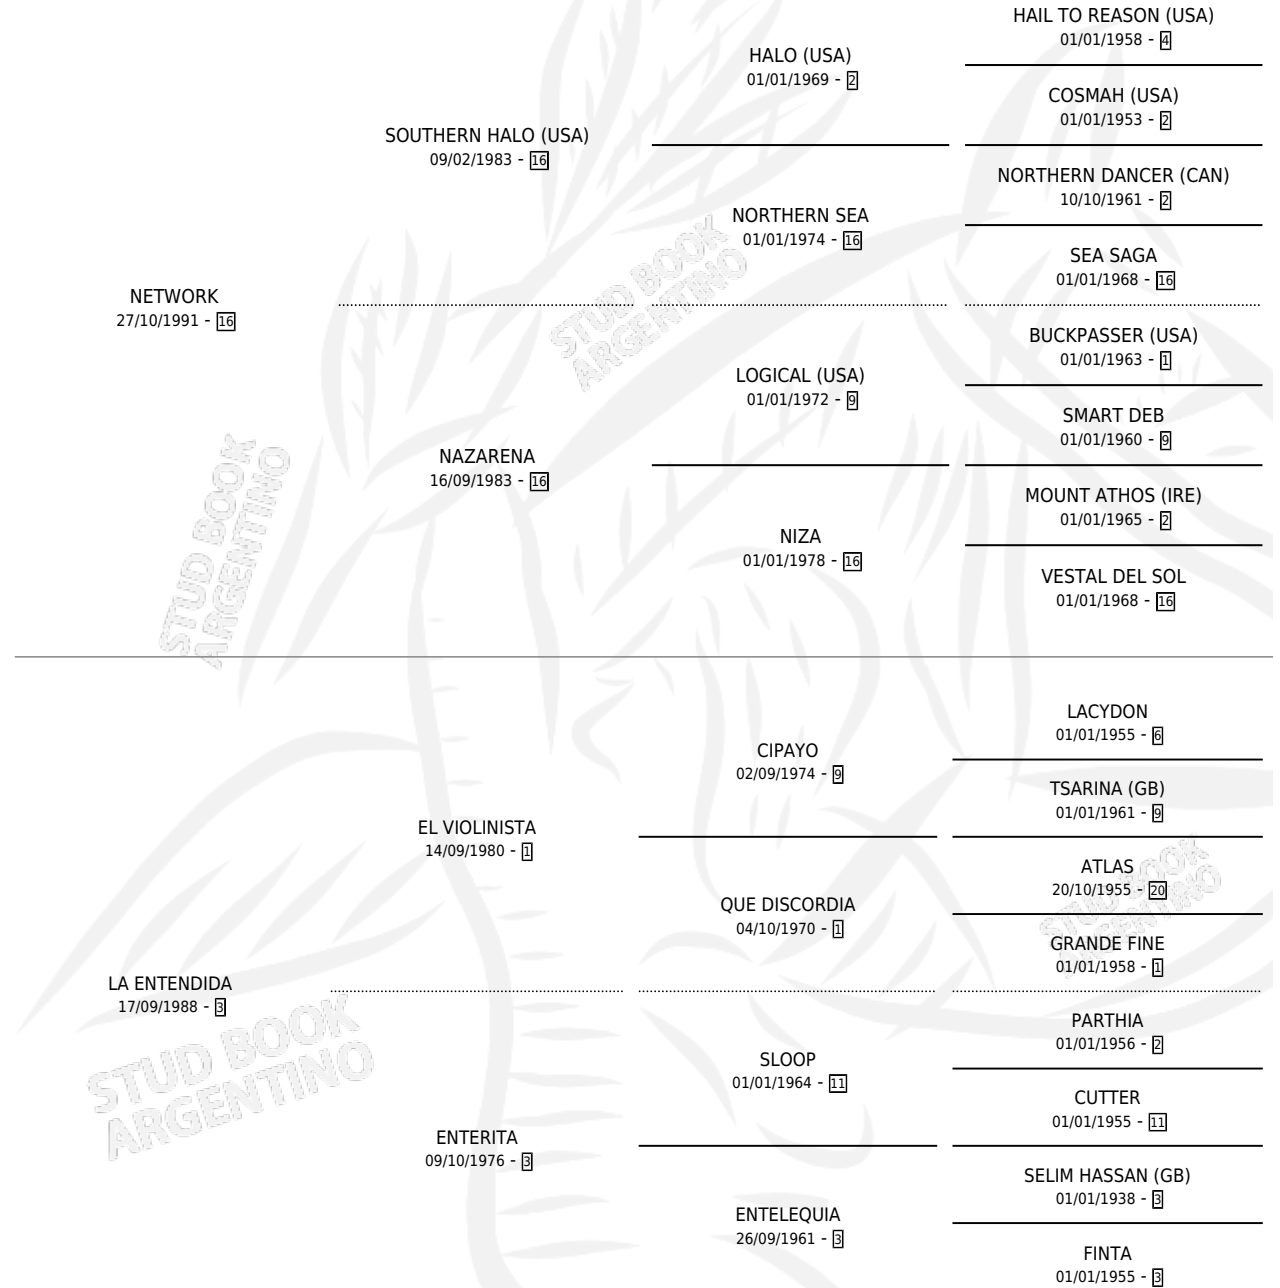 HAIL TO REASON (USA)
01/01/1958 - 4
HALO (USA)
01/01/1969 - 2
COSMAH (USA)
01/01/1953 - 2
SOUTHERN HALO (USA)
09/02/1983 - 16
NORTHERN DANCER (CAN)
10/10/1961 - 2
NORTHERN SEA
01/01/1974 - 16
SEA SAGA
01/01/1968 - 16
NETWORK
27/10/1991 - 16
BUCKPASSER (USA)
01/01/1963 - 1
LOGICAL (USA)
01/01/1972 - 9
SMART DEB
01/01/1960 - 9
NAZARENA
16/09/1983 - 16
MOUNT ATHOS (IRE)
01/01/1965 - 2
NIZA
01/01/1978 - 16
VESTAL DEL SOL
01/01/1968 - 16
LACYDON
01/01/1955 - 6
CIPAYO
02/09/1974 - 9
TSARINA (GB)
01/01/1961 - 9
EL VIOLINISTA
14/09/1980 - 1
ATLAS
20/10/1955 - 20
QUE DISCORDIA
04/10/1970 - 1
GRANDE FINE
01/01/1958 - 1
LA ENTENDIDA
17/09/1988 - 3
PARTHIA
01/01/1956 - 2
SLOOP
01/01/1964 - 11
CUTTER
01/01/1955 - 11
ENTERITA
09/10/1976 - 3
SELIM HASSAN (GB)
01/01/1938 - 3
ENTELEQUIA
26/09/1961 - 3
FINTA
01/01/1955 - 3
STUD BOOK
ARGENTINO
STUD BOOK
ARGENTINO
STUD BOOK
ARGENTINO
STUD BOOK
ARGENTINO